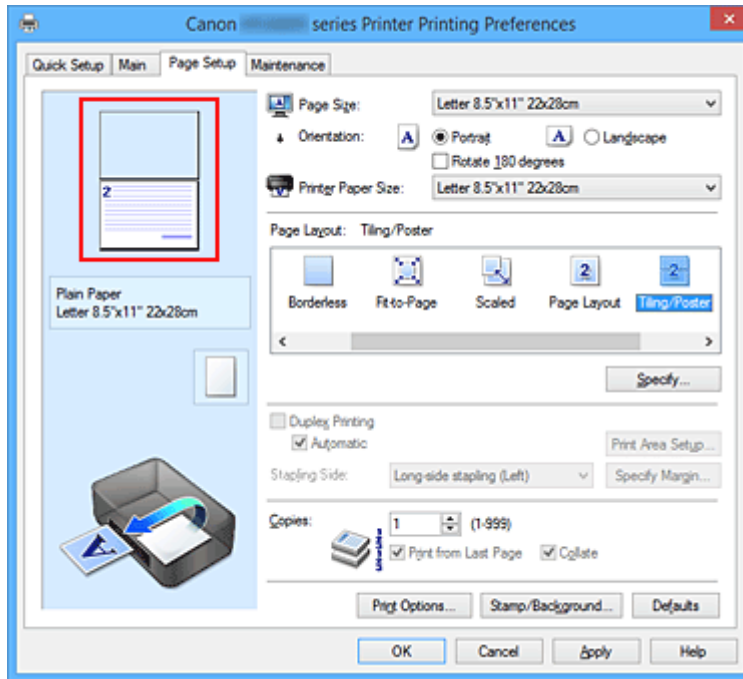 Canon series Printer Printing Preferences
Quick Setup Main Page Setup Maintenance
2
Plain Paper
Letter 8.5"x11" 22x28cm
A
Page Size: Letter 8.5"x11" 22x28cm
Orientation: A Portrait A Landscape
Rotate 180 degrees
Printer Paper Size: Letter 8.5"x11" 22x28cm
Page Layout: Tiling/Poster
2 2
Borderless Fit-to-Page Scaled Page Layout Tiling/Poster
Specify...
Duplex Printing
Automatic Print Area Setup...
Stapling Side: Long-side stapling (Left) Specify Margin...
Copies: 1 (1-999)
Print from Last Page Collate
Print Options... Stamp/Background... Defaults
OK Cancel Apply Help